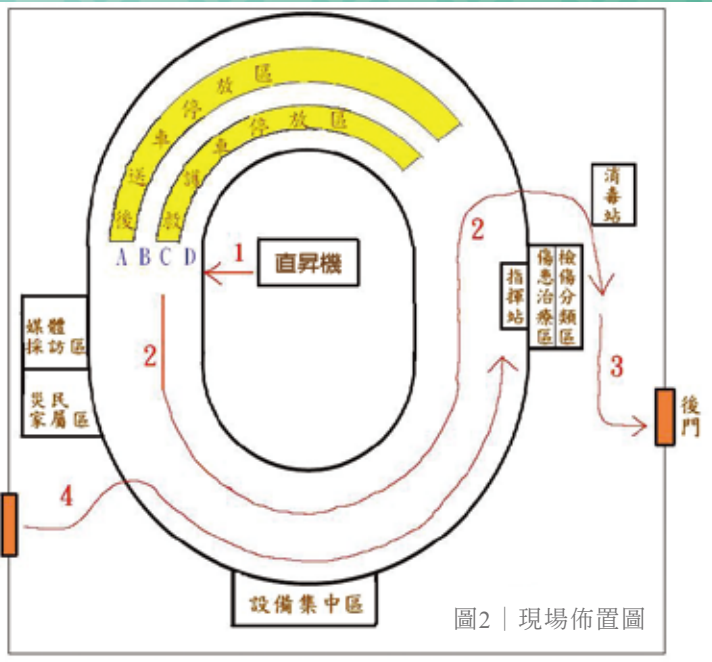 後送車停放區
救護車停放區
A B C D
1
直昇機
消毒站
2
指揮站
傷患治療區
檢傷分類區
媒體
採訪區
2
3
災民
家屬區
後門
4
設備集中區
圖2｜現場佈置圖